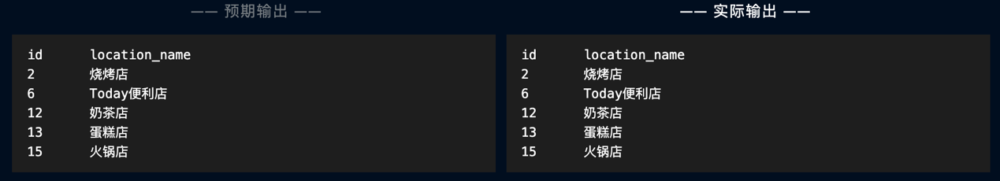 —— 预期输出 ——
id location_name
2 烧烤店
6 Today便利店
12 奶茶店
13 蛋糕店
15 火锅店
—— 实际输出 ——
id location_name
2 烧烤店
6 Today便利店
12 奶茶店
13 蛋糕店
15 火锅店